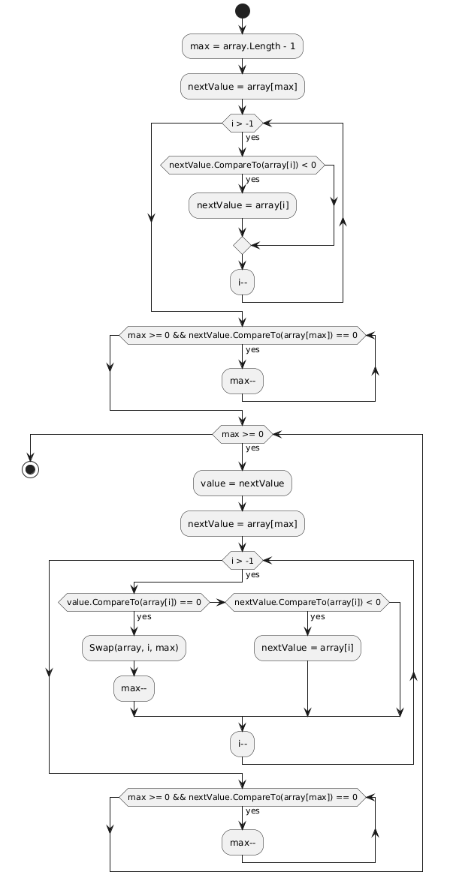 max = array.Length - 1
nextValue = array[max]
i > -1
yes
nextValue.CompareTo(array[i]) < 0
yes
nextValue = array[i]
i--
max >= 0 && nextValue.CompareTo(array[max]) == 0
yes
max--
max >= 0
yes
value = nextValue
nextValue = array[max]
i > -1
yes
value.CompareTo(array[i]) == 0
nextValue.CompareTo(array[i]) < 0
yes
yes
Swap(array, i, max)
nextValue = array[i]
max--
i--
max >= 0 && nextValue.CompareTo(array[max]) == 0
yes
max--